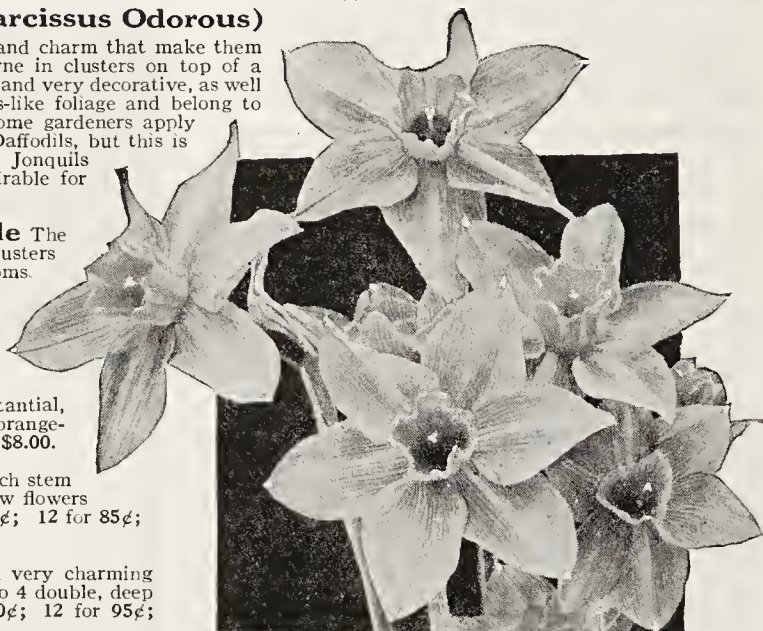 arcissus Odorous)
and charm that make them
rne in clusters on top of a
and very decorative, as well
s-like foliage and belong to
ome gardeners apply
Daffodils, but this is
Jonquils
rable for
le The
usters
oms.
tantial,
orange-
$8.00.
ch stem
w flowers
¢; 12 for 85¢;
very charming
o 4 double, deep
0¢; 12 for 95¢;